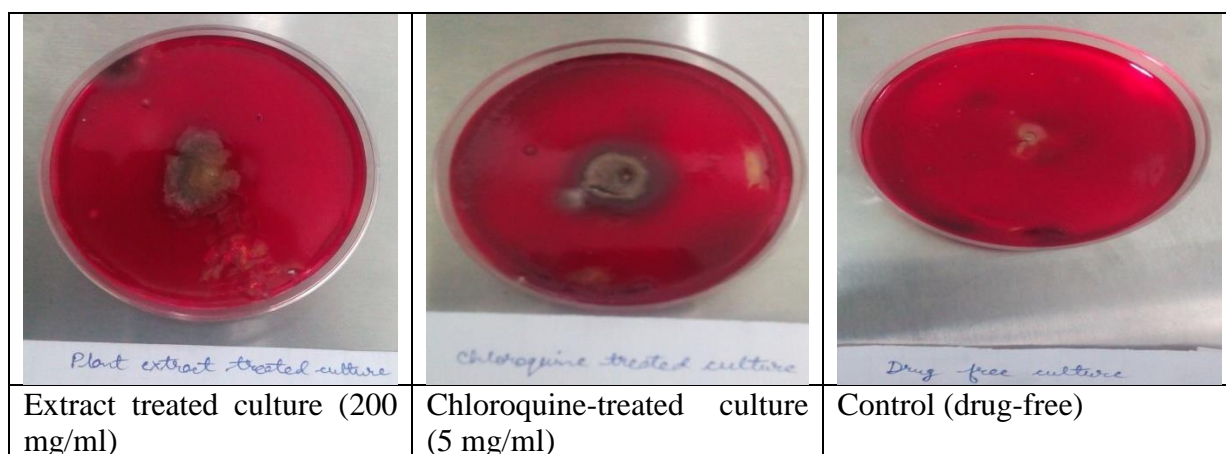 Plant extract treated culture
chloroquine treated culture
Drug free culture
Extract treated culture (200
mg/ml)
Chloroquine-treated culture
(5 mg/ml)
Control (drug-free)